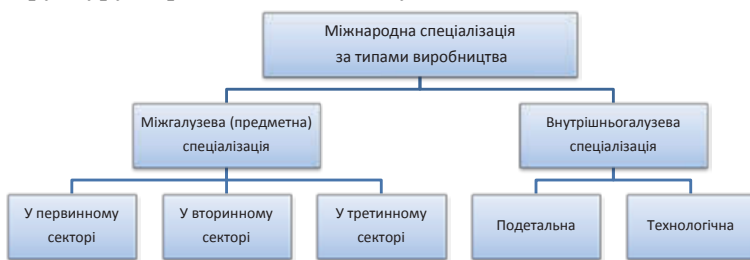 Міжнародна спеціалізація
за типами виробництва
Міжгалузева (предметна)
спеціалізація
Внутрішньогалузева
спеціалізація
У первинному
секторі
У вторинному
секторі
У третинному
секторі
Подетальна
Технологічна